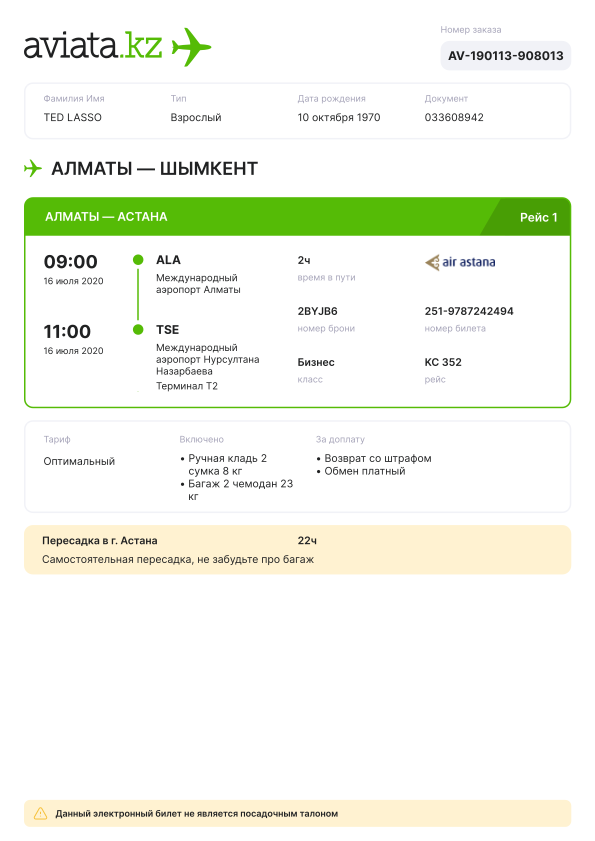 aviata.kz
Номер заказа
AV-190113-908013
Фамилия Имя Тип Дата рождения Документ
TED LASSO Взрослый 10 октября 1970 033608942
АЛМАТЫ — ШЫМКЕНТ
АЛМАТЫ — АСТАНА Рейс 1
09:00
16 июля 2020
ALA
Международный
аэропорт Алматы
11:00
16 июля 2020
TSE
Международный
аэропорт Нурсултана
Назарбаева
Терминал T2
2ч
время в пути
air astana
2BYJB6
номер брони
251-9787242494
номер билета
Бизнес
класс
KC 352
рейс
Тариф
Оптимальный
Включено
• Ручная кладь 2
сумка 8 кг
• Багаж 2 чемодан 23
кг
За доплату
• Возврат со штрафом
• Обмен платный
Пересадка в г. Астана 22ч
Самостоятельная пересадка, не забудьте про багаж
Данный электронный билет не является посадочным талоном